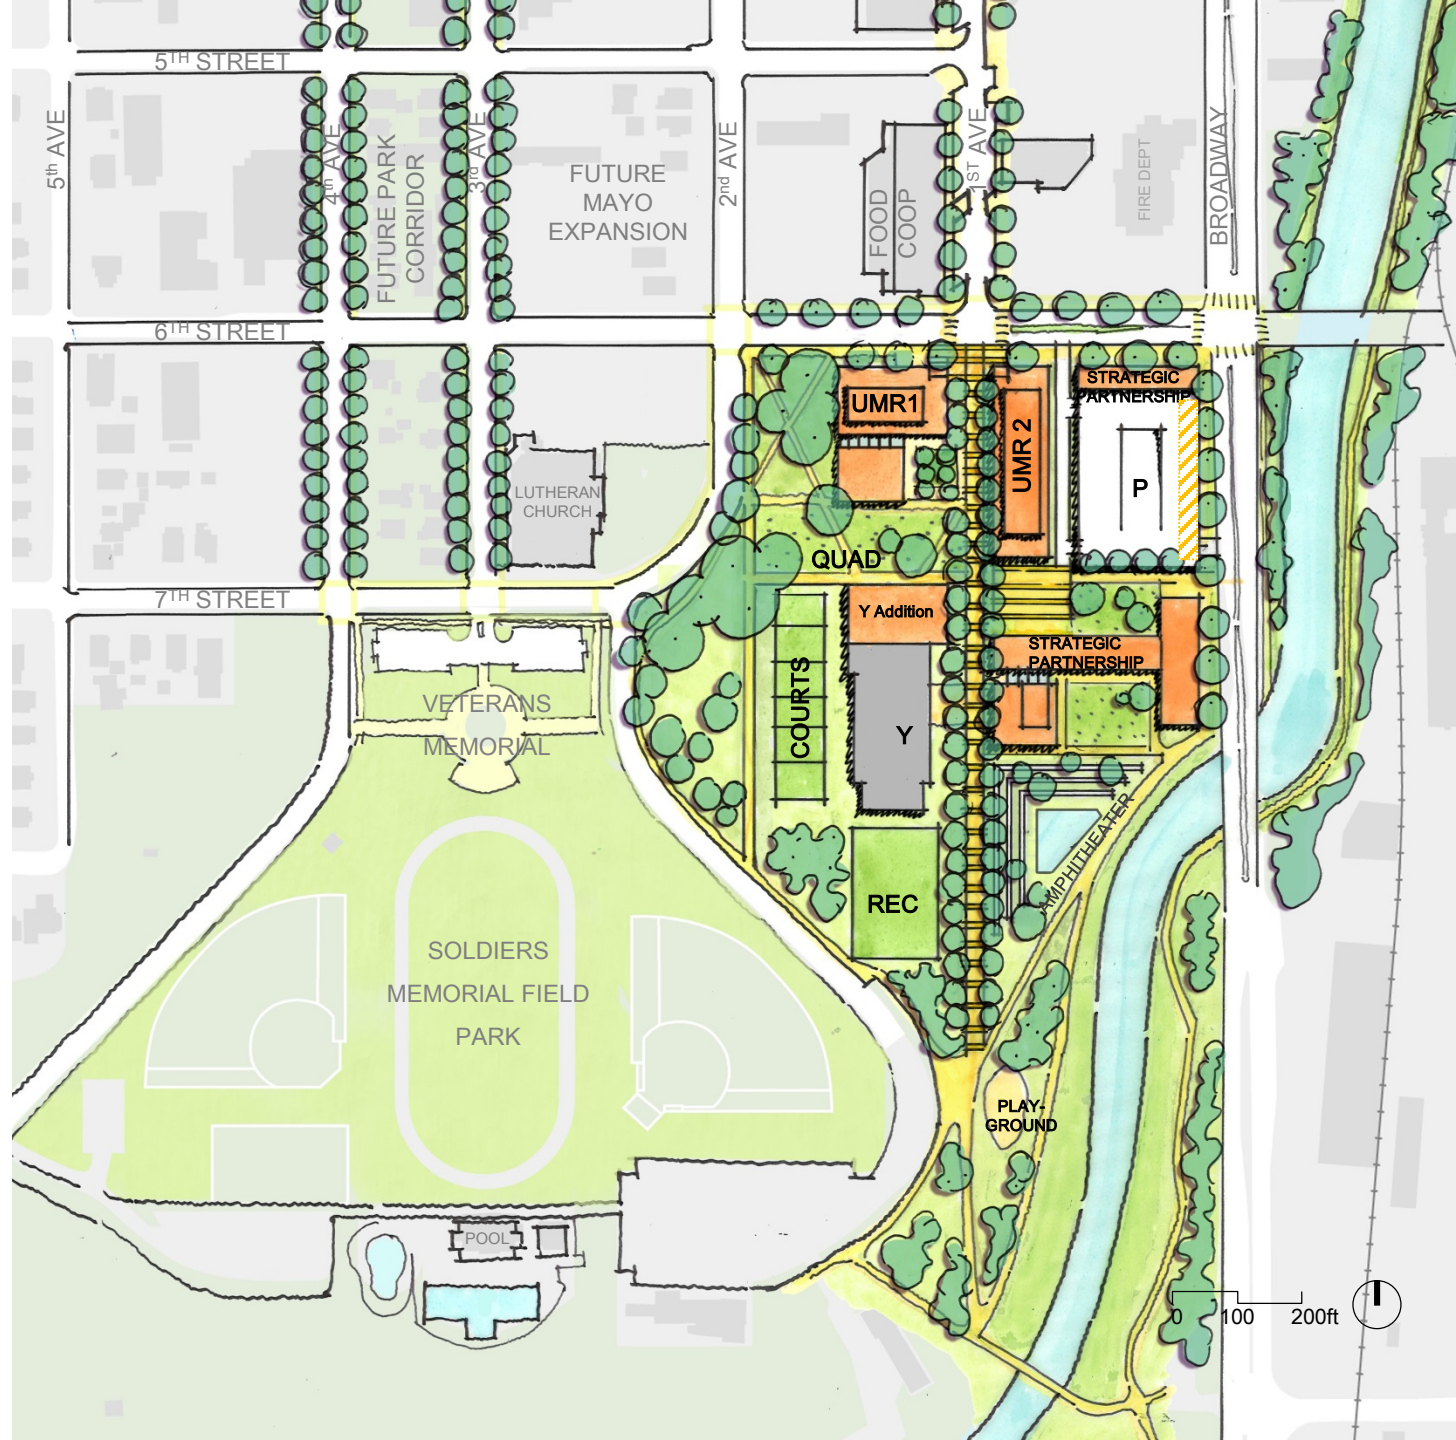 5TH STREET
5th AVE
4th AVE
FUTURE PARK
CORRIDOR
3rd AVE
FUTURE
MAYO
EXPANSION
2nd AVE
FOOD
COOP
1ST AVE
FIRE DEPT
BROADWAY
6TH STREET
STRATEGIC
PARTNERSHIP
UMR1
UMR 2
P
LUTHERAN
CHURCH
QUAD
7TH STREET
Y Addition
STRATEGIC
PARTNERSHIP
COURTS
Y
VETERANS
MEMORIAL
AMPHITHEATER
REC
SOLDIERS
MEMORIAL FIELD
PARK
PLAY-
GROUND
POOL
0 100 200ft